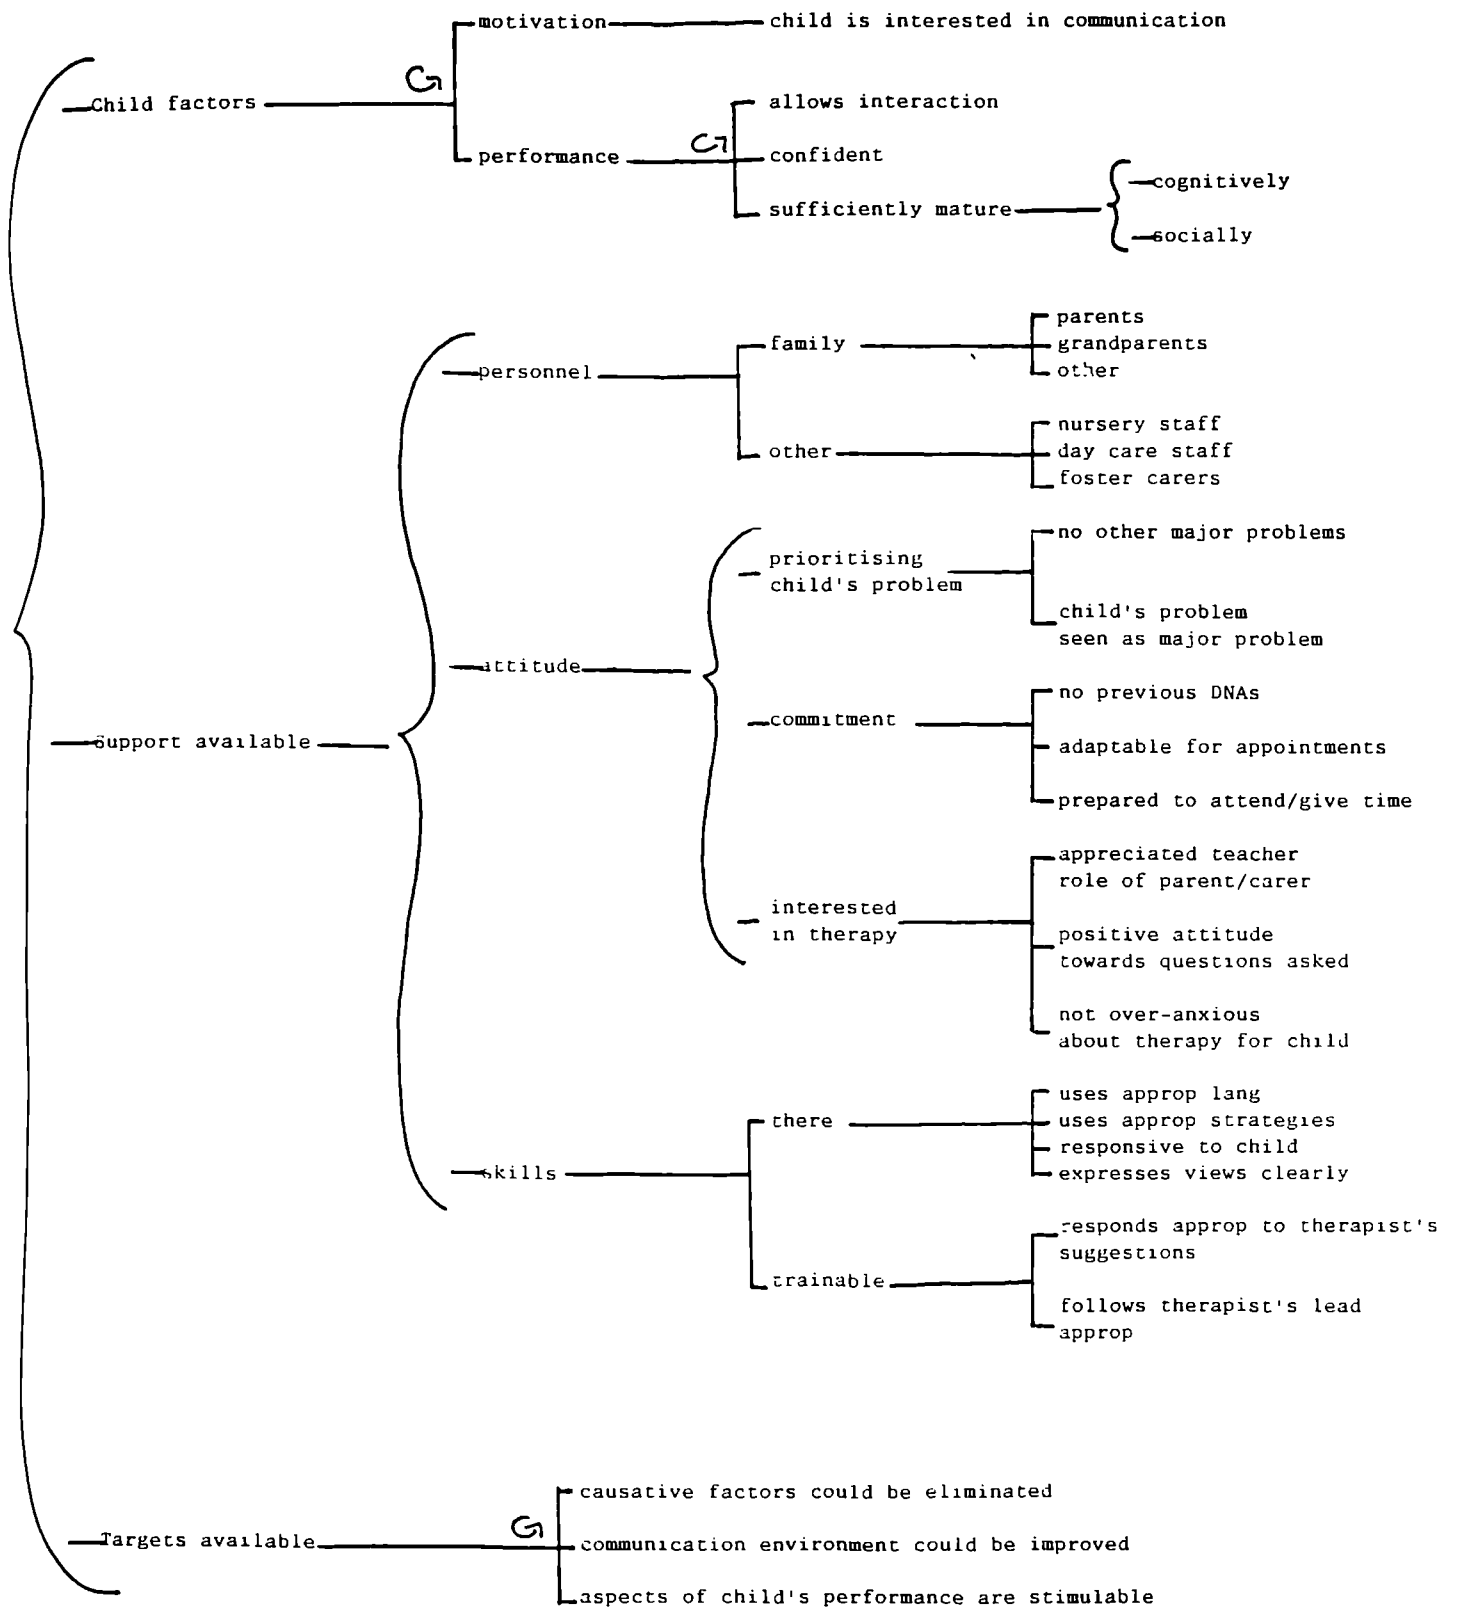 motivation child is interested in communication
Child factors
allows interaction
performance confident
cognitively
sufficiently mature
socially
parents
family grandparents
personnel other
nursery staff
other day care staff
foster carers
no other major problems
prioritising
child's problem
child's problem
seen as major problem
attitude
no previous DNAs
commitment
Support available adaptable for appointments
prepared to attend/give time
appreciated teacher
role of parent/carer
interested
in therapy positive attitude
towards questions asked
not over-anxious
about therapy for child
uses approp lang
there uses approp strategies
responsive to child
skills expresses views clearly
responds approp to therapist's
suggestions
trainable
follows therapist's lead
approp
causative factors could be eliminated
Targets available communication environment could be improved
aspects of child's performance are stimulable